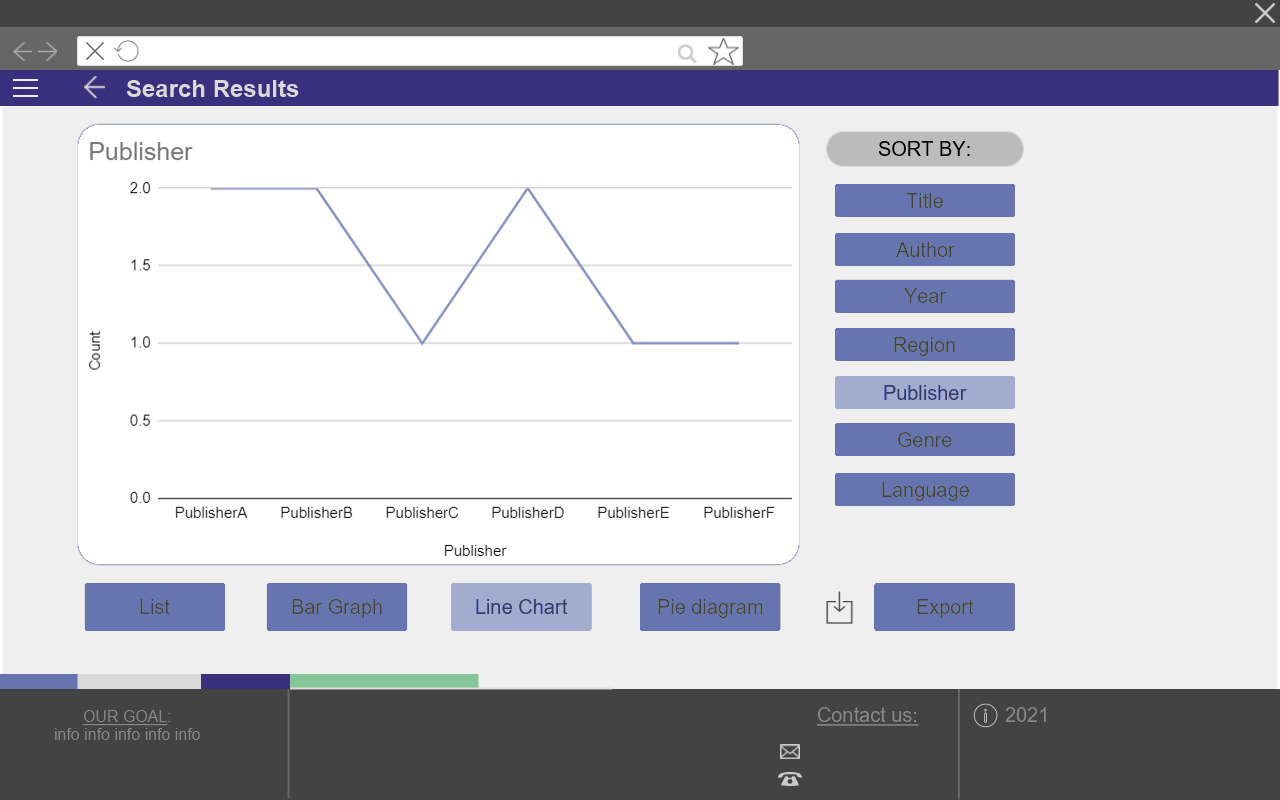 Search Results
Publisher
2.0
1.5
1.0
0.5
0.0
Count
PublisherA PublisherB PublisherC PublisherD PublisherE PublisherF
Publisher
SORT BY:
Title
Author
Year
Region
Publisher
Genre
Language
List Bar Graph Line Chart Pie diagram Export
OUR GOAL:
info info info info info
Contact us:
2021